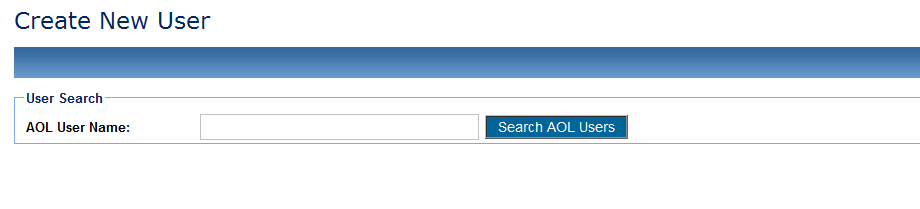 Create New User
User Search
AOL User Name: Search AOL Users